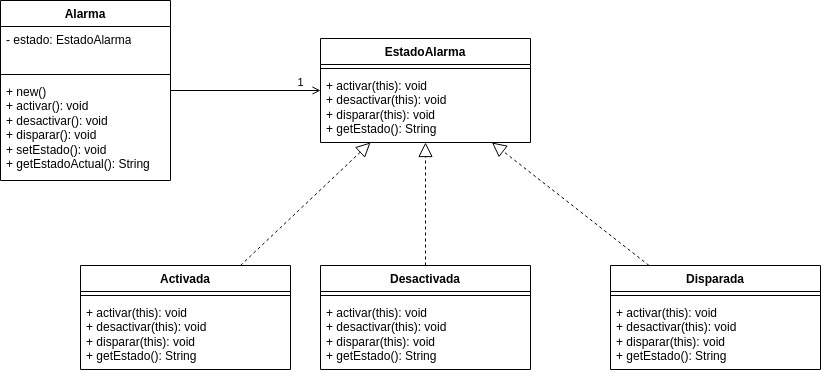 Alarma
- estado: EstadoAlarma
+ new()
+ activar(): void
+ desactivar(): void
+ disparar(): void
+ setEstado(): void
+ getEstadoActual(): String
1
EstadoAlarma
+ activar(this): void
+ desactivar(this): void
+ disparar(this): void
+ getEstado(): String
Activada
+ activar(this): void
+ desactivar(this): void
+ disparar(this): void
+ getEstado(): String
Desactivada
+ activar(this): void
+ desactivar(this): void
+ disparar(this): void
+ getEstado(): String
Disparada
+ activar(this): void
+ desactivar(this): void
+ disparar(this): void
+ getEstado(): String